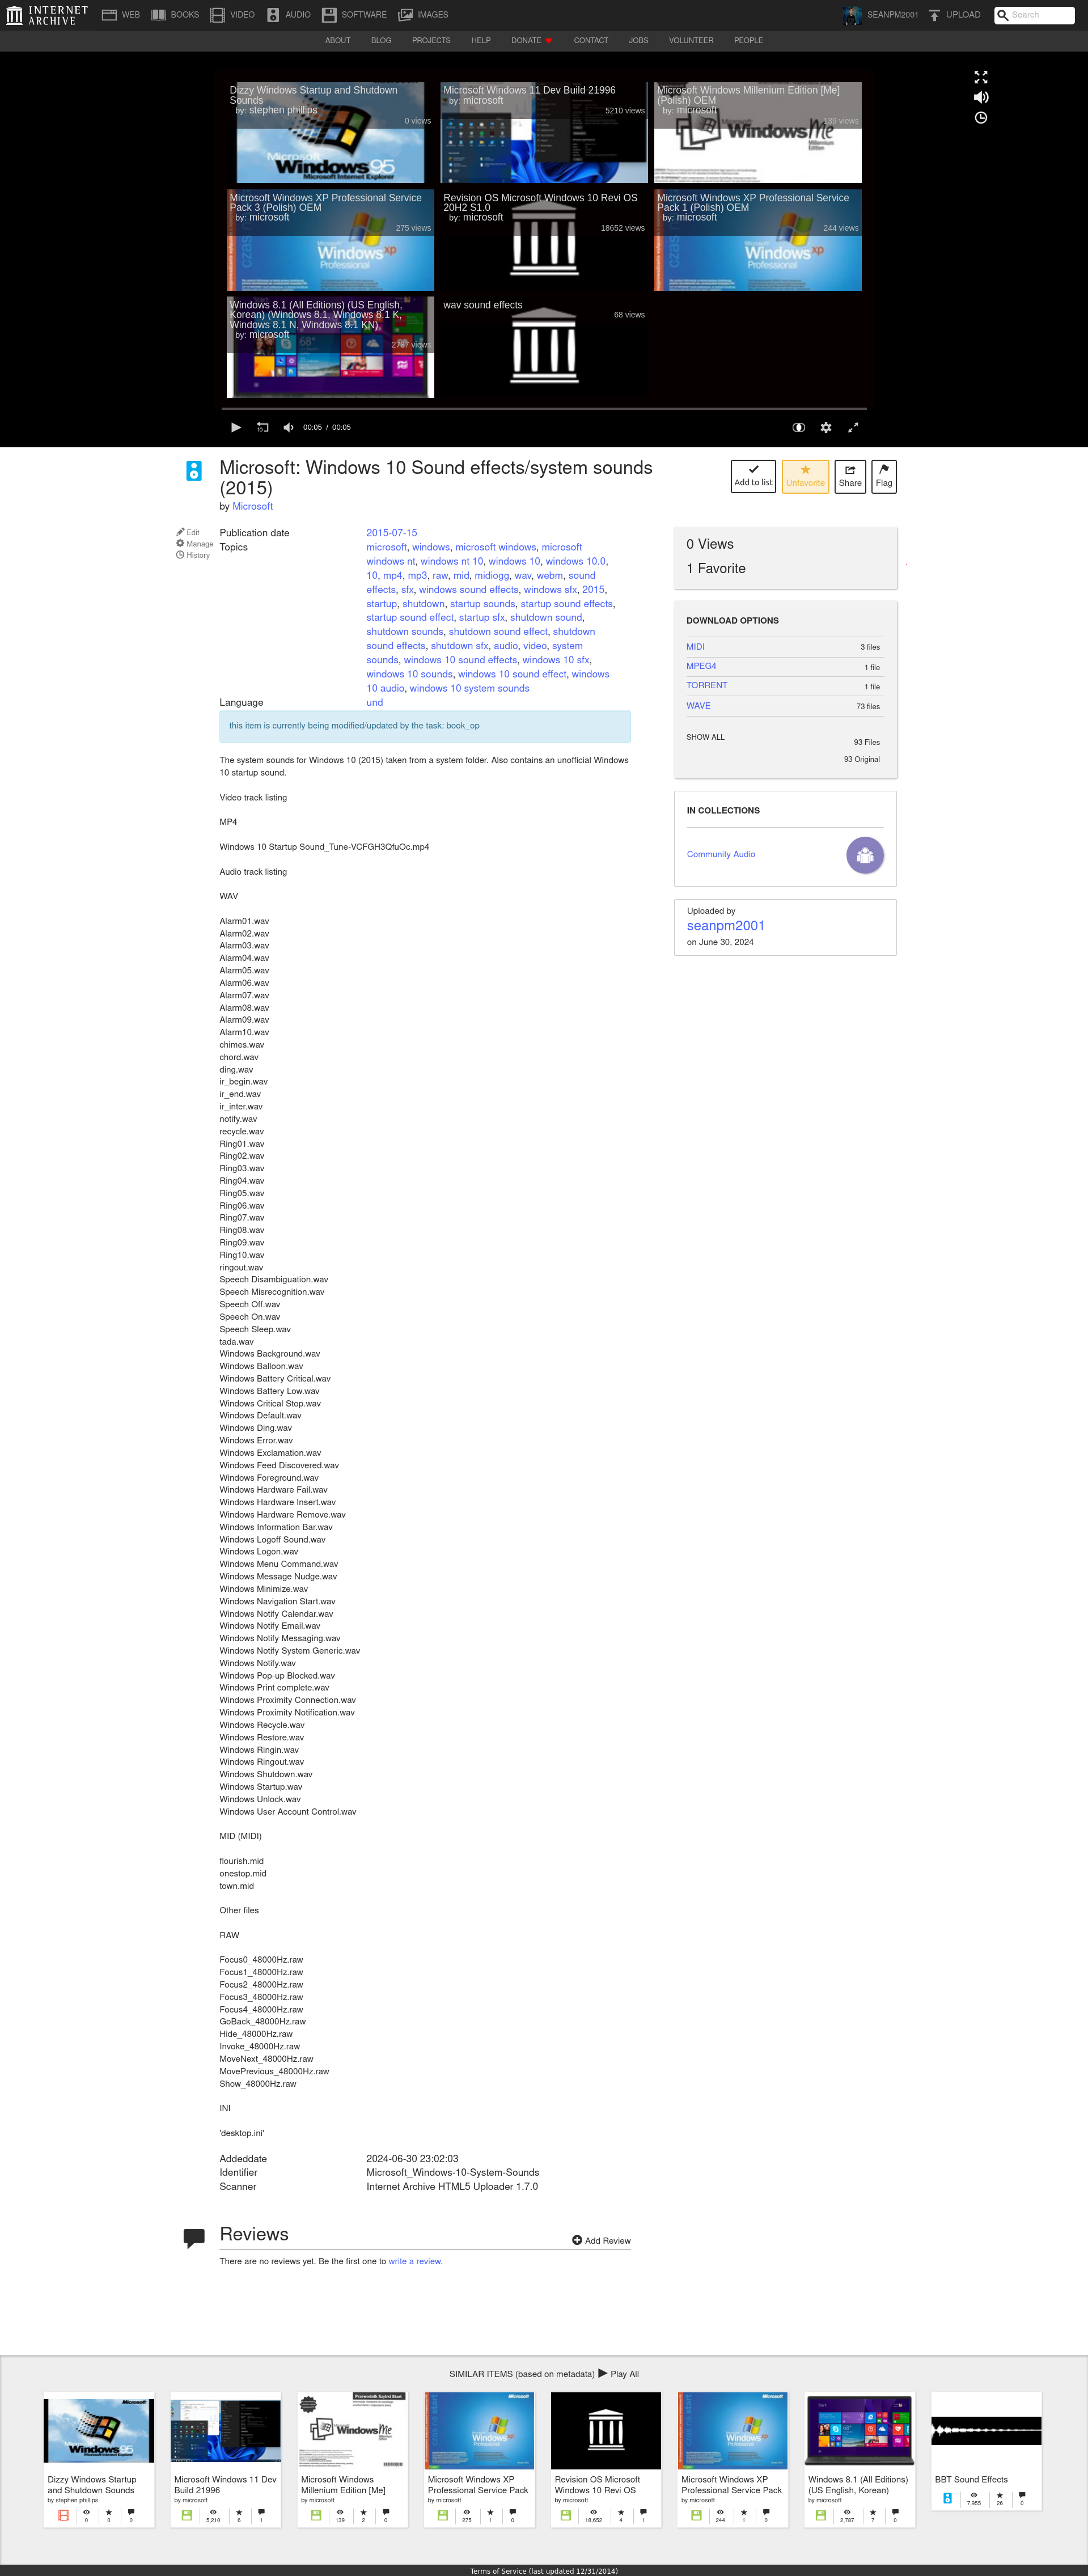 INTERNET ARCHIVE
WEB BOOKS VIDEO AUDIO SOFTWARE IMAGES
SEANPM2001 UPLOAD Search
ABOUT BLOG PROJECTS HELP DONATE CONTACT JOBS VOLUNTEER PEOPLE
Dizzy Windows Startup and Shutdown
Sounds
by: stephen phillips
0 views
Microsoft Windows 11 Dev Build 21996
by: microsoft
5210 views
Microsoft Windows Millenium Edition [Me]
(Polish) OEM
by: microsoft
139 views
Microsoft Windows XP Professional Service
Pack 3 (Polish) OEM
by: microsoft
275 views
Revision OS Microsoft Windows 10 Revi OS
20H2 S1.0
by: microsoft
18652 views
Microsoft Windows XP Professional Service
Pack 1 (Polish) OEM
by: microsoft
244 views
Windows 8.1 (All Editions) (US English,
Korean) (Windows 8.1, Windows 8.1 K,
Windows 8.1 N, Windows 8.1 KN)
by: microsoft
2787 views
wav sound effects
68 views
00:05 / 00:05
Microsoft: Windows 10 Sound effects/system sounds
(2015)
by Microsoft
Add to list
Unfavorite
Share
Flag
Edit
Manage
History
Publication date 2015-07-15
Topics microsoft, windows, microsoft windows, microsoft
windows nt, windows nt 10, windows 10, windows 10.0,
10, mp4, mp3, raw, mid, midiogg, wav, webm, sound
effects, sfx, windows sound effects, windows sfx, 2015,
startup, shutdown, startup sounds, startup sound effects,
startup sound effect, startup sfx, shutdown sound,
shutdown sounds, shutdown sound effect, shutdown
sound effects, shutdown sfx, audio, video, system
sounds, windows 10 sound effects, windows 10 sfx,
windows 10 sounds, windows 10 sound effect, windows
10 audio, windows 10 system sounds
Language und
this item is currently being modified/updated by the task: book_op
The system sounds for Windows 10 (2015) taken from a system folder. Also contains an unofficial Windows
10 startup sound.
Video track listing
MP4
Windows 10 Startup Sound_Tune-VCFGH3QfuOc.mp4
Audio track listing
WAV
Alarm01.wav
Alarm02.wav
Alarm03.wav
Alarm04.wav
Alarm05.wav
Alarm06.wav
Alarm07.wav
Alarm08.wav
Alarm09.wav
Alarm10.wav
chimes.wav
chord.wav
ding.wav
ir_begin.wav
ir_end.wav
ir_inter.wav
notify.wav
recycle.wav
Ring01.wav
Ring02.wav
Ring03.wav
Ring04.wav
Ring05.wav
Ring06.wav
Ring07.wav
Ring08.wav
Ring09.wav
Ring10.wav
ringout.wav
Speech Disambiguation.wav
Speech Misrecognition.wav
Speech Off.wav
Speech On.wav
Speech Sleep.wav
tada.wav
Windows Background.wav
Windows Balloon.wav
Windows Battery Critical.wav
Windows Battery Low.wav
Windows Critical Stop.wav
Windows Default.wav
Windows Ding.wav
Windows Error.wav
Windows Exclamation.wav
Windows Feed Discovered.wav
Windows Foreground.wav
Windows Hardware Fail.wav
Windows Hardware Insert.wav
Windows Hardware Remove.wav
Windows Information Bar.wav
Windows Logoff Sound.wav
Windows Logon.wav
Windows Menu Command.wav
Windows Message Nudge.wav
Windows Minimize.wav
Windows Navigation Start.wav
Windows Notify Calendar.wav
Windows Notify Email.wav
Windows Notify Messaging.wav
Windows Notify System Generic.wav
Windows Notify.wav
Windows Pop-up Blocked.wav
Windows Print complete.wav
Windows Proximity Connection.wav
Windows Proximity Notification.wav
Windows Recycle.wav
Windows Restore.wav
Windows Ringin.wav
Windows Ringout.wav
Windows Shutdown.wav
Windows Startup.wav
Windows Unlock.wav
Windows User Account Control.wav
MID (MIDI)
flourish.mid
onestop.mid
town.mid
Other files
RAW
Focus0_48000Hz.raw
Focus1_48000Hz.raw
Focus2_48000Hz.raw
Focus3_48000Hz.raw
Focus4_48000Hz.raw
GoBack_48000Hz.raw
Hide_48000Hz.raw
Invoke_48000Hz.raw
MoveNext_48000Hz.raw
MovePrevious_48000Hz.raw
Show_48000Hz.raw
INI
'desktop.ini'
Addeddate 2024-06-30 23:02:03
Identifier Microsoft_Windows-10-System-Sounds
Scanner Internet Archive HTML5 Uploader 1.7.0
0 Views
1 Favorite
DOWNLOAD OPTIONS
MIDI 3 files
MPEG4 1 file
TORRENT 1 file
WAVE 73 files
SHOW ALL 93 Files
93 Original
IN COLLECTIONS
Community Audio
Uploaded by
seanpm2001
on June 30, 2024
Reviews
Add Review
There are no reviews yet. Be the first one to write a review.
SIMILAR ITEMS (based on metadata) Play All
Dizzy Windows Startup
and Shutdown Sounds
by stephen phillips
0 0 0
Microsoft Windows 11 Dev
Build 21996
by microsoft
5,210 6 1
Microsoft Windows
Millenium Edition [Me]
by microsoft
139 2 0
Microsoft Windows XP
Professional Service Pack
by microsoft
275 1 0
Revision OS Microsoft
Windows 10 Revi OS
by microsoft
18,652 4 1
Microsoft Windows XP
Professional Service Pack
by microsoft
244 1 0
Windows 8.1 (All Editions)
(US English, Korean)
by microsoft
2,787 7 0
BBT Sound Effects
7,955 26 0
Terms of Service (last updated 12/31/2014)